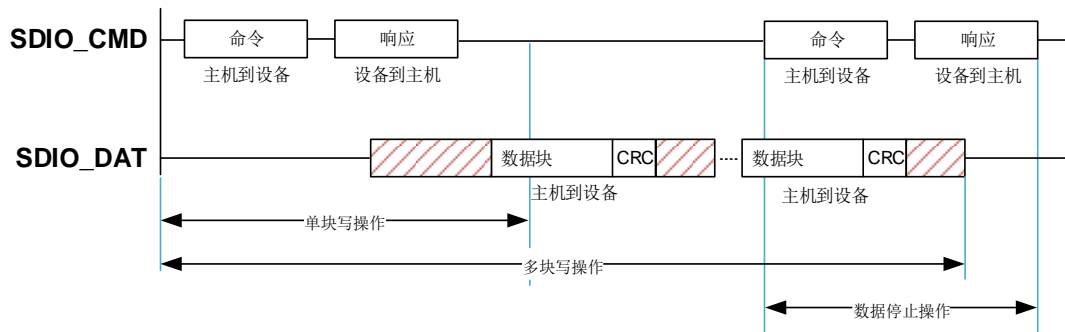 SDIO_CMD
命令
响应
命令
响应
主机到设备
设备到主机
主机到设备
设备到主机
SDIO_DAT
数据块
CRC
数据块
CRC
主机到设备
主机到设备
单块写操作
多块写操作
数据停止操作